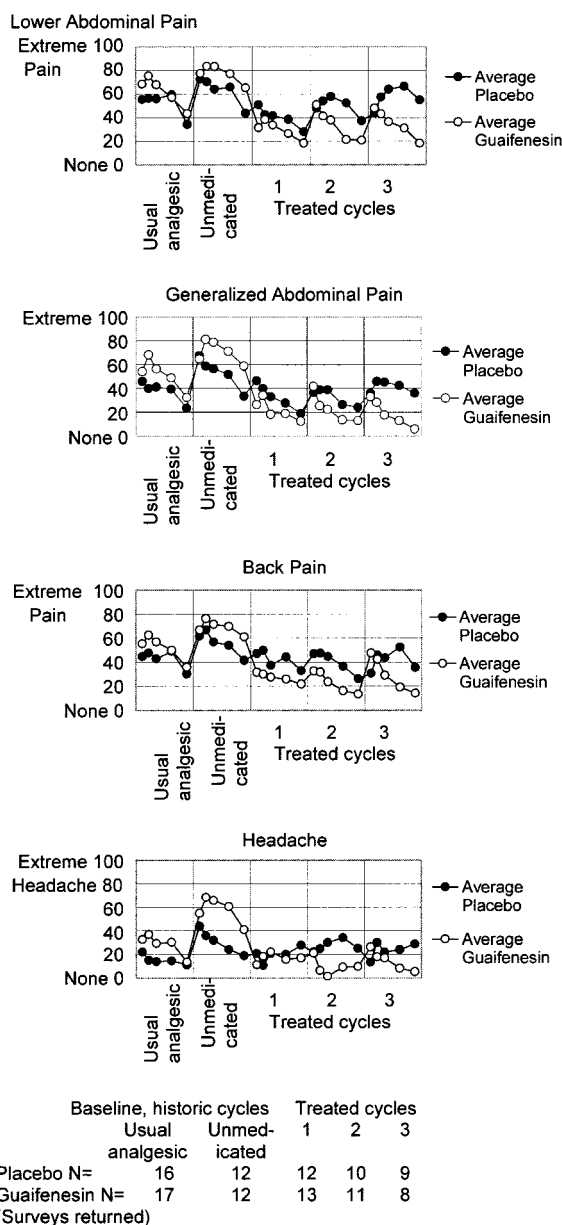 Lower Abdominal Pain
Extreme 100
Pain
80
60
40
20
None 0
Average
Placebo
Average
Guaifenesin
Usual
analgesic
Unmedi-
cated
1 2 3
Treated cycles
Generalized Abdominal Pain
Extreme 100
80
60
40
20
None 0
Average
Placebo
Average
Guaifenesin
Usual
analgesic
Unmedi-
cated
1 2 3
Treated cycles
Back Pain
Extreme 100
Pain
80
60
40
20
None 0
Average
Placebo
Average
Guaifenesin
Usual
analgesic
Unmedi-
cated
1 2 3
Treated cycles
Headache
Extreme 100
Headache 80
60
40
20
None 0
Average
Placebo
Average
Guaifenesin
Usual
analgesic
Unmedi-
cated
1 2 3
Treated cycles
Baseline, historic cycles Treated cycles
Usual Unmed- 1 2 3
analgesic icated
Placebo N= 16 12 12 10 9
Guaifenesin N= 17 12 13 11 8
(Surveys returned)